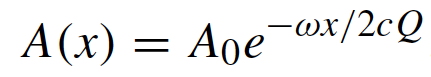 A(x) = A₀e^{−ωx/2cQ}